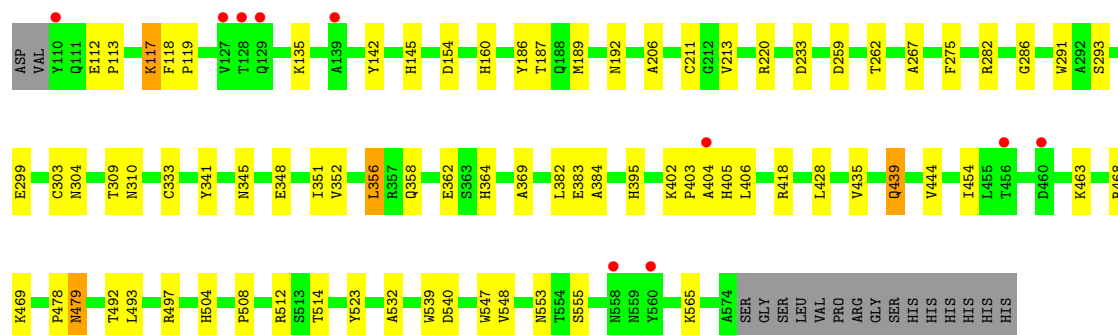 ASP VAL Y110 Q111 E112 P113 K117 F118 P119 V127 T128 Q129 K135 A139 Y142 H145 D154 H160 Y186 T187 Q188 M189 N192 A206 C211 G212 V213 R220 D233 D259 T262 A267 F275 R282 G286 W291 A292 S293
E299 C303 N304 T309 N310 C333 Y341 N345 E348 I351 V352 L356 R357 Q358 E362 S363 H364 A369 L382 E383 A384 H395 K402 P403 A404 H405 L406 R418 L428 V435 Q439 V444 I454 L455 T456 D460 K463
K469 P478 N479 T492 L493 R497 H504 P508 R512 S513 T514 Y523 A532 W539 D540 W547 V548 N553 T554 S555 N558 N559 Y560 K565 A574 SER GLY SER LEU VAL PRO ARG GLY SER HIS HIS HIS HIS HIS HIS